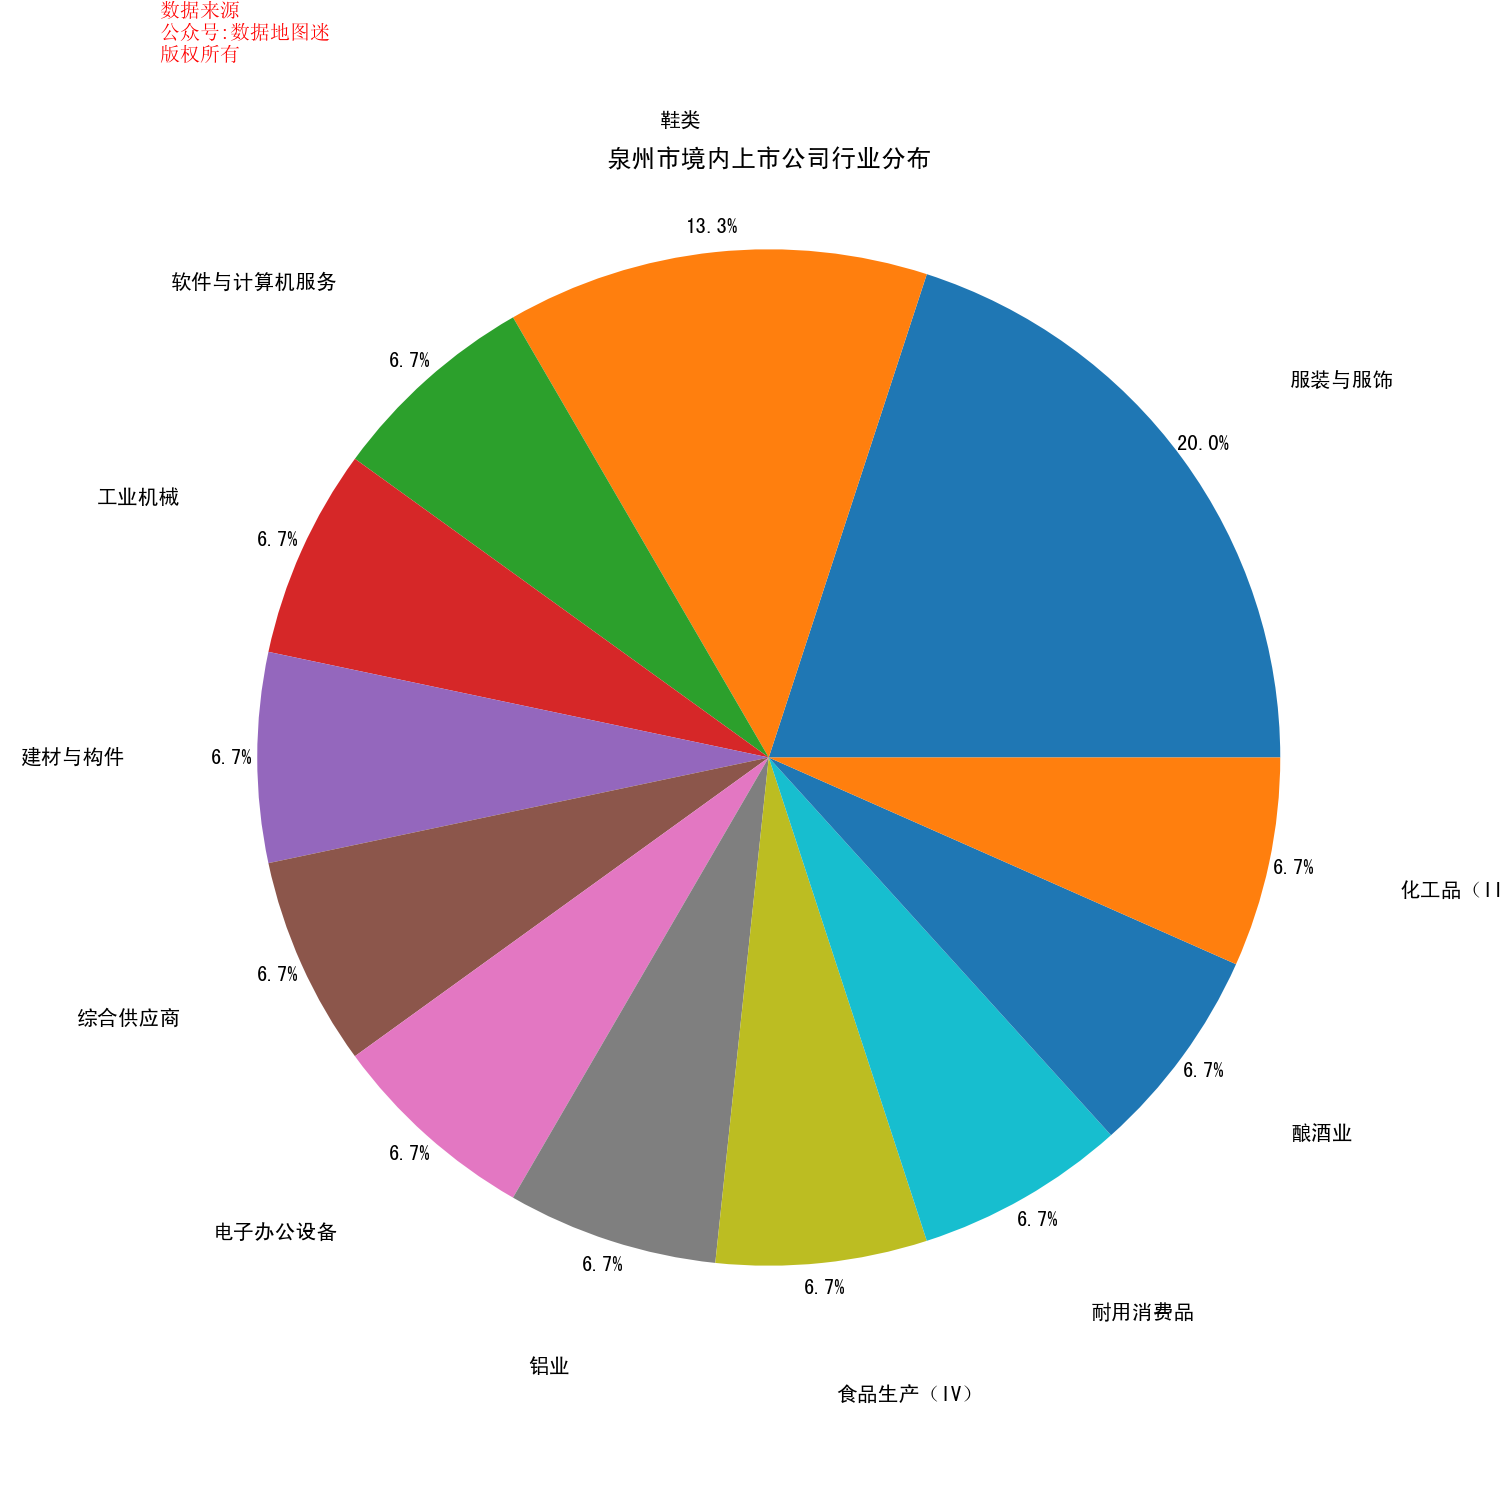 数据来源
公众号:数据地图迷
版权所有
鞋类
泉州市境内上市公司行业分布
13.3%
软件与计算机服务
6.7%
服装与服饰
20.0%
工业机械
6.7%
建材与构件
6.7%
6.7%
化工品（II
6.7%
综合供应商
6.7%
酿酒业
6.7%
电子办公设备
6.7%
6.7%
6.7%
耐用消费品
铝业
食品生产（IV）